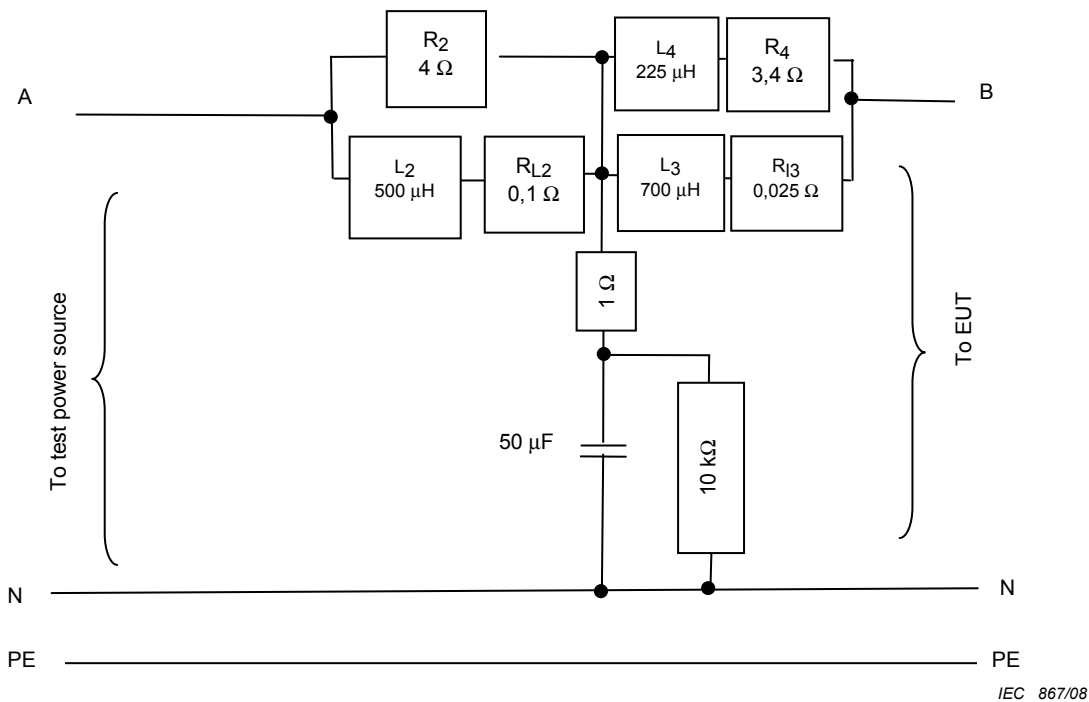 R2
4 Ω
L4
225 μH
R4
3,4 Ω
A
B
L2
500 μH
RL2
0,1 Ω
L3
700 μH
Rl3
0,025 Ω
1 Ω
To test power source
To EUT
50 μF
10 kΩ
N
N
PE
PE
IEC 867/08